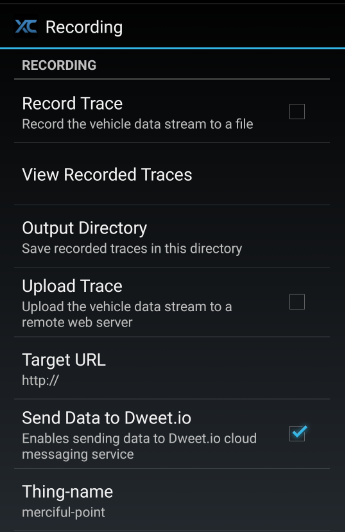 XC Recording
RECORDING
Record Trace
Record the vehicle data stream to a file
View Recorded Traces
Output Directory
Save recorded traces in this directory
Upload Trace
Upload the vehicle data stream to a
remote web server
Target URL
http://
Send Data to Dweet.io
Enables sending data to Dweet.io cloud
messaging service
Thing-name
merciful-point